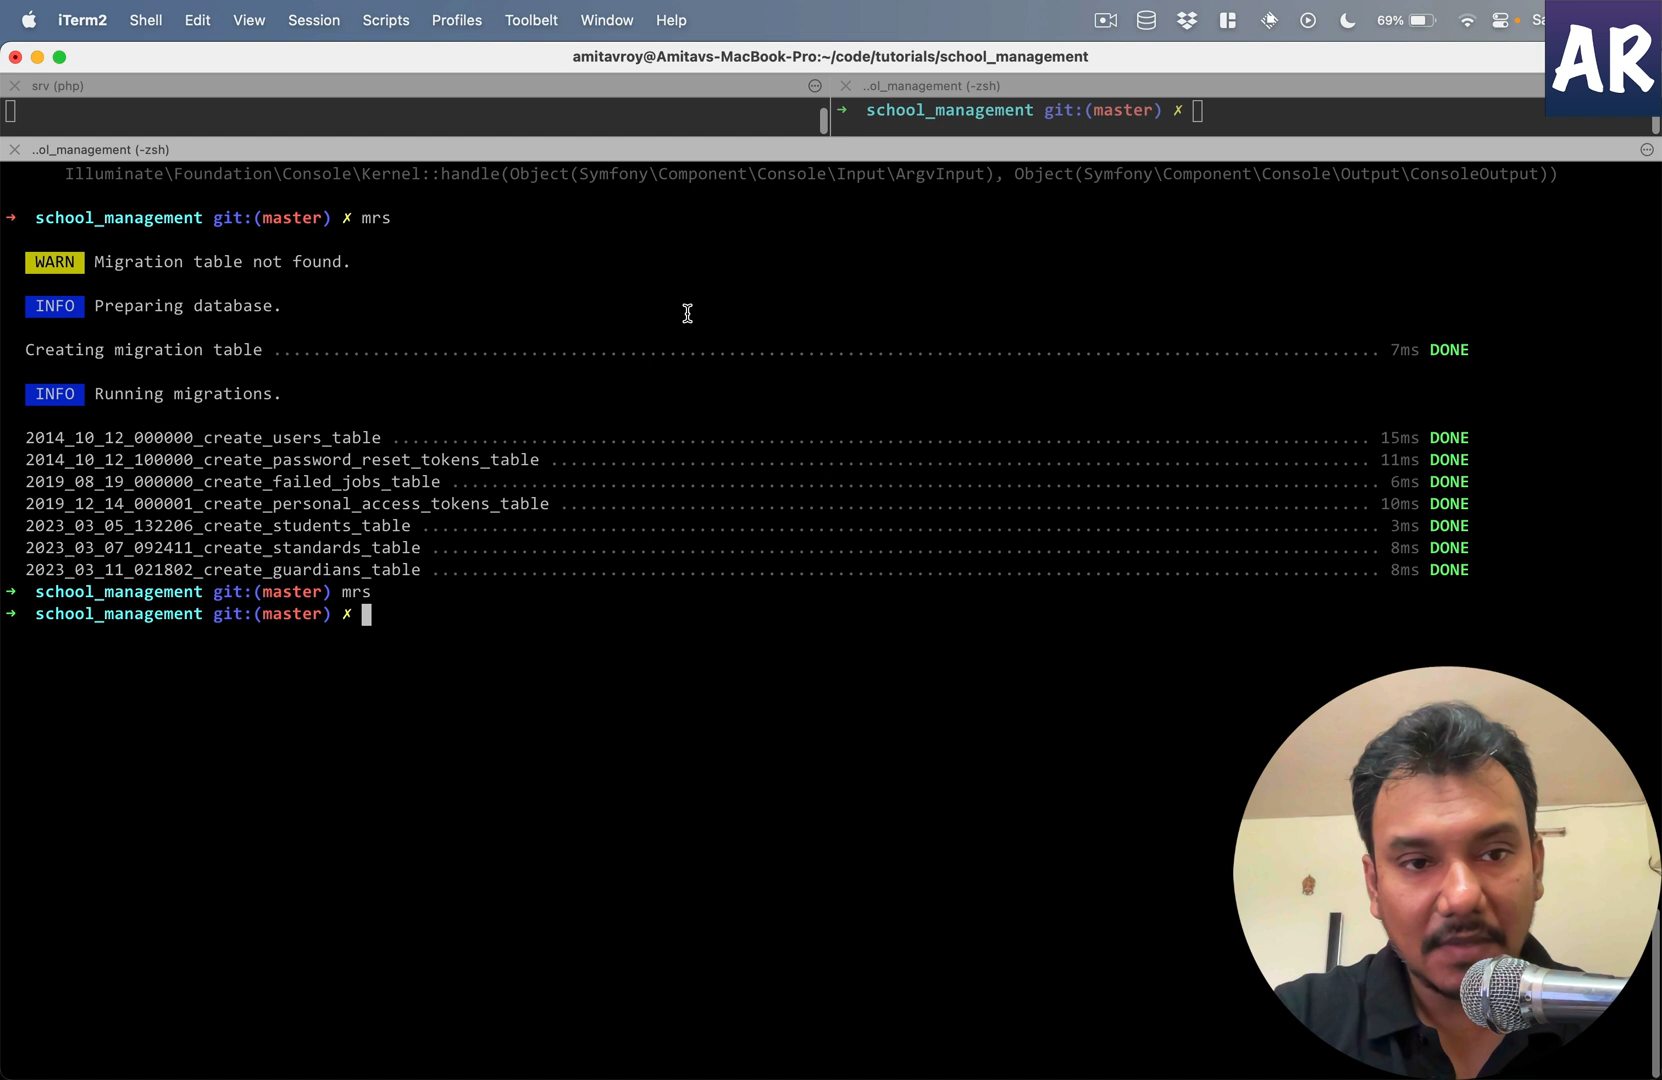 iTerm2 Shell Edit View Session Scripts Profiles Toolbelt Window Help 69% Sa
AR
amitavroy@Amitavs-MacBook-Pro:~/code/tutorials/school_management
srv (php)
..ol_management (-zsh)
➜ school_management git:(master) ✗
..ol_management (-zsh)
Illuminate\Foundation\Console\Kernel::handle(Object(Symfony\Component\Console\Input\ArgvInput), Object(Symfony\Component\Console\Output\ConsoleOutput))
➜ school_management git:(master) ✗ mrs
WARN Migration table not found.
INFO Preparing database.
Creating migration table ........................................ 7ms DONE
INFO Running migrations.
2014_10_12_000000_create_users_table ........................................ 15ms DONE
2014_10_12_100000_create_password_reset_tokens_table ........................................ 11ms DONE
2019_08_19_000000_create_failed_jobs_table ........................................ 6ms DONE
2019_12_14_000001_create_personal_access_tokens_table ........................................ 10ms DONE
2023_03_05_132206_create_students_table ........................................ 3ms DONE
2023_03_07_092411_create_standards_table ........................................ 8ms DONE
2023_03_11_021802_create_guardians_table ........................................ 8ms DONE
➜ school_management git:(master) mrs
➜ school_management git:(master) ✗